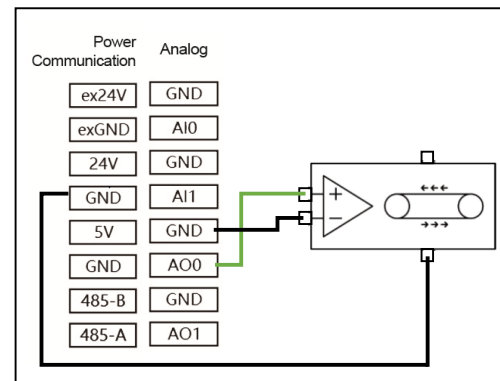 Power
Communication
Analog
ex24V GND
exGND AI0
24V GND
GND AI1
5V GND
GND AO0
485-B GND
485-A AO1
+
−
←←←
→→→